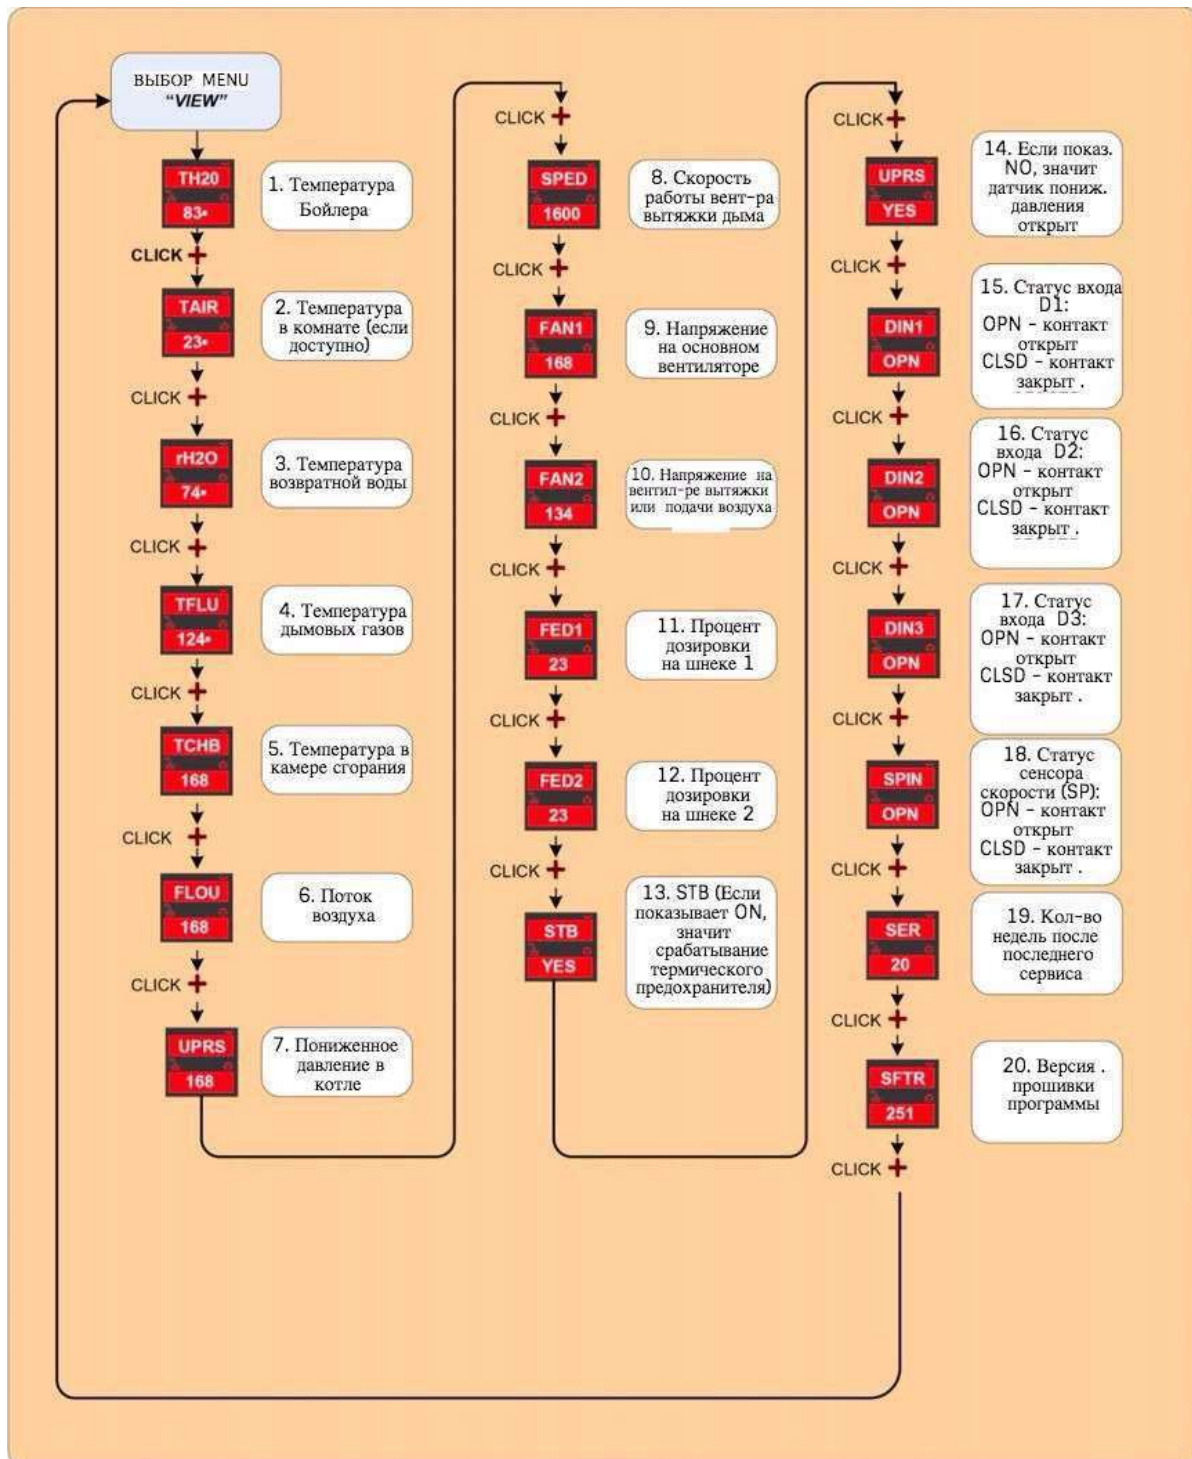 ВЫБОР MENU
"VIEW"
TH20
83•
1. Температура
Бойлера
CLICK +
TAIR
23•
2. Температура
в комнате (если
доступно)
CLICK +
rH2O
74•
3. Температура
возвратной воды
CLICK +
TFLU
124•
4. Температура
дымовых газов
CLICK +
TCHB
168
5. Температура в
камере сгорания
CLICK +
FLOU
168
6. Поток
воздуха
CLICK +
UPRS
168
7. Пониженное
давление в
котле
CLICK +
SPED
1600
8. Скорость
работы вент-ра
вытяжки дыма
CLICK +
FAN1
168
9. Напряжение
на основном
вентиляторе
CLICK +
FAN2
134
10. Напряжение на
вентил-ре вытяжки
или подачи воздуха
CLICK +
FED1
23
11. Процент
дозировки
на шнеке 1
CLICK +
FED2
23
12. Процент
дозировки
на шнеке 2
CLICK +
STB
YES
13. STB (Если
показывает ON,
значит
срабатывание
термического
предохранителя)
CLICK +
UPRS
YES
14. Если показ.
NO, значит
датчик пониж.
давления
открыт
CLICK +
DIN1
OPN
15. Статус входа
D1:
OPN - контакт
открыт
CLSD - контакт
закрыт .
CLICK +
DIN2
OPN
16. Статус
входа D2:
OPN - контакт
открыт
CLSD - контакт
закрыт .
CLICK +
DIN3
OPN
17. Статус
входа D3:
OPN - контакт
открыт
CLSD - контакт
закрыт .
CLICK +
SPIN
OPN
18. Статус
сенсора
скорости (SP):
OPN - контакт
открыт
CLSD - контакт
закрыт .
CLICK +
SER
20
19. Кол-во
недель после
последнего
сервиса
CLICK +
SFTR
251
20. Версия .
прошивки
программы
CLICK +